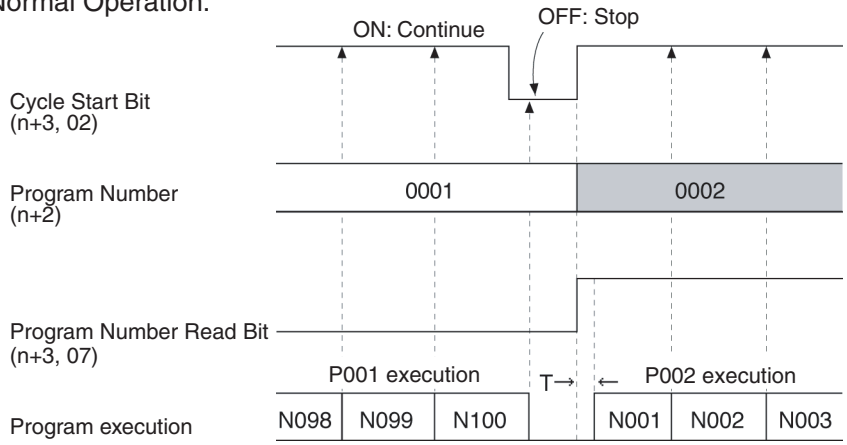 Normal Operation.
OFF: Stop
ON: Continue
Cycle Start Bit
(n+3, 02)
Program Number
(n+2)
0001
0002
Program Number Read Bit
(n+3, 07)
P001 execution
T
P002 execution
Program execution
N098
N099
N100
N001
N002
N003